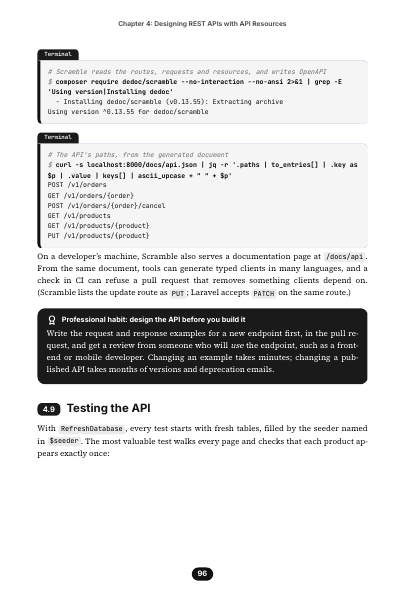 Chapter 4: Designing REST APIs with API Resources
Terminal
# Scramble reads the routes, requests and resources, and writes OpenAPI
$ composer require dedoc/scramble --no-interaction --no-ansi 2>&1 | grep -E
'Using version|Installing dedoc'
- Installing dedoc/scramble (v0.13.55): Extracting archive
Using version ^0.13.55 for dedoc/scramble
Terminal
# The API's paths, from the generated document
$ curl -s localhost:8000/docs/api.json | jq -r '.paths | to_entries[] | .key as
$p | .value | keys[] | ascii_upcase + " " + $p'
POST /v1/orders
GET /v1/orders/{order}
POST /v1/orders/{order}/cancel
GET /v1/products
GET /v1/products/{product}
PUT /v1/products/{product}
On a developer's machine, Scramble also serves a documentation page at /docs/api.
From the same document, tools can generate typed clients in many languages, and a
check in CI can refuse a pull request that removes something clients depend on.
(Scramble lists the update route as PUT; Laravel accepts PATCH on the same route.)
Professional habit: design the API before you build it
Write the request and response examples for a new endpoint first, in the pull re-
quest, and get a review from someone who will use the endpoint, such as a front-
end or mobile developer. Changing an example takes minutes; changing a pub-
lished API takes months of versions and deprecation emails.
4.9 Testing the API
With RefreshDatabase, every test starts with fresh tables, filled by the seeder named
in $seeder. The most valuable test walks every page and checks that each product ap-
pears exactly once:
96